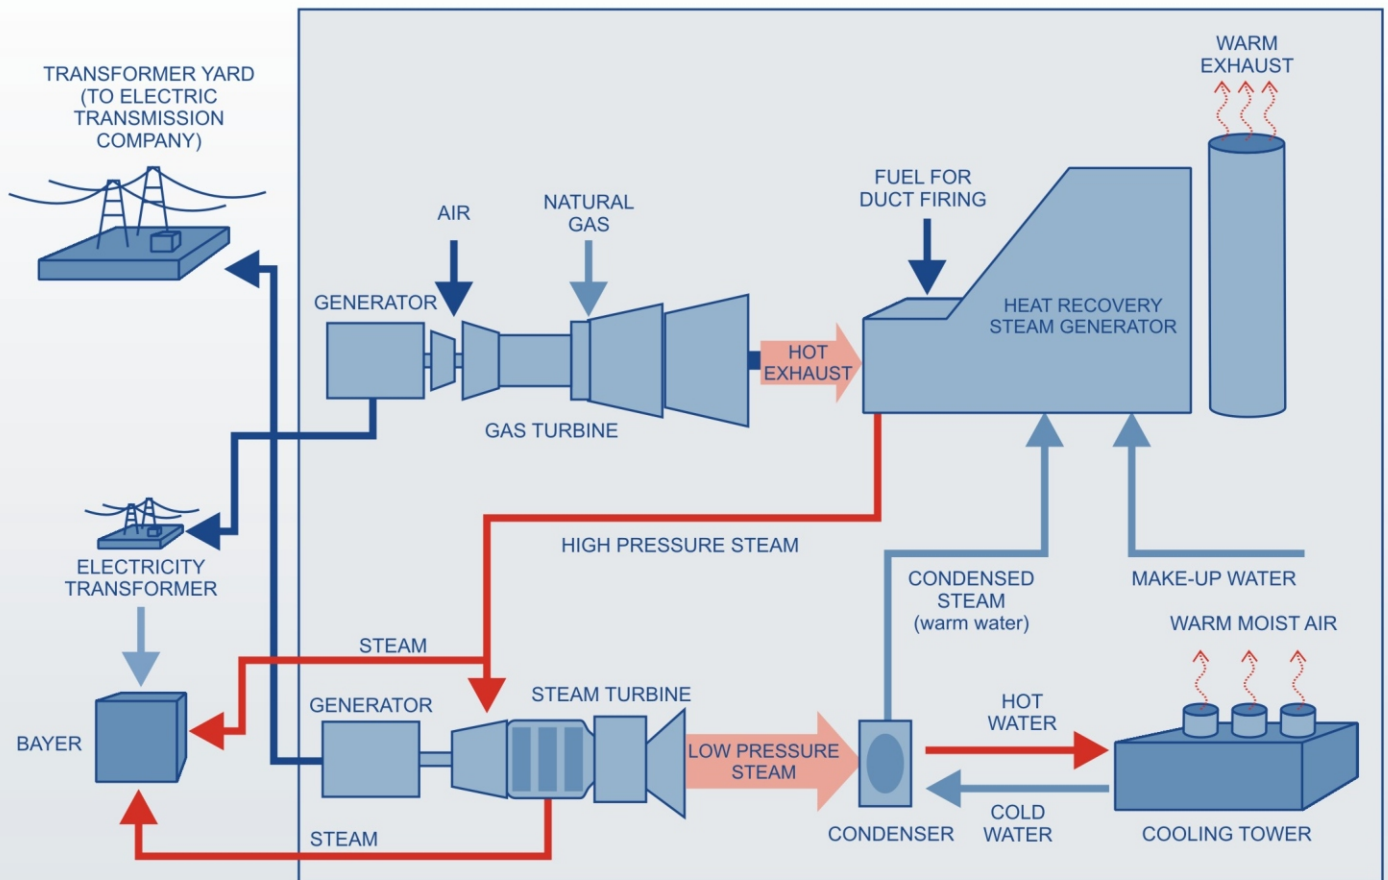 TRANSFORMER YARD
(TO ELECTRIC
TRANSMISSION
COMPANY)
WARM
EXHAUST
AIR
NATURAL
GAS
FUEL FOR
DUCT FIRING
GENERATOR
HOT
EXHAUST
HEAT RECOVERY
STEAM GENERATOR
GAS TURBINE
ELECTRICITY
TRANSFORMER
HIGH PRESSURE STEAM
CONDENSED
STEAM
(warm water)
MAKE-UP WATER
WARM MOIST AIR
STEAM
GENERATOR
STEAM TURBINE
BAYER
LOW PRESSURE
STEAM
HOT
WATER
COLD
WATER
STEAM
CONDENSER
COOLING TOWER